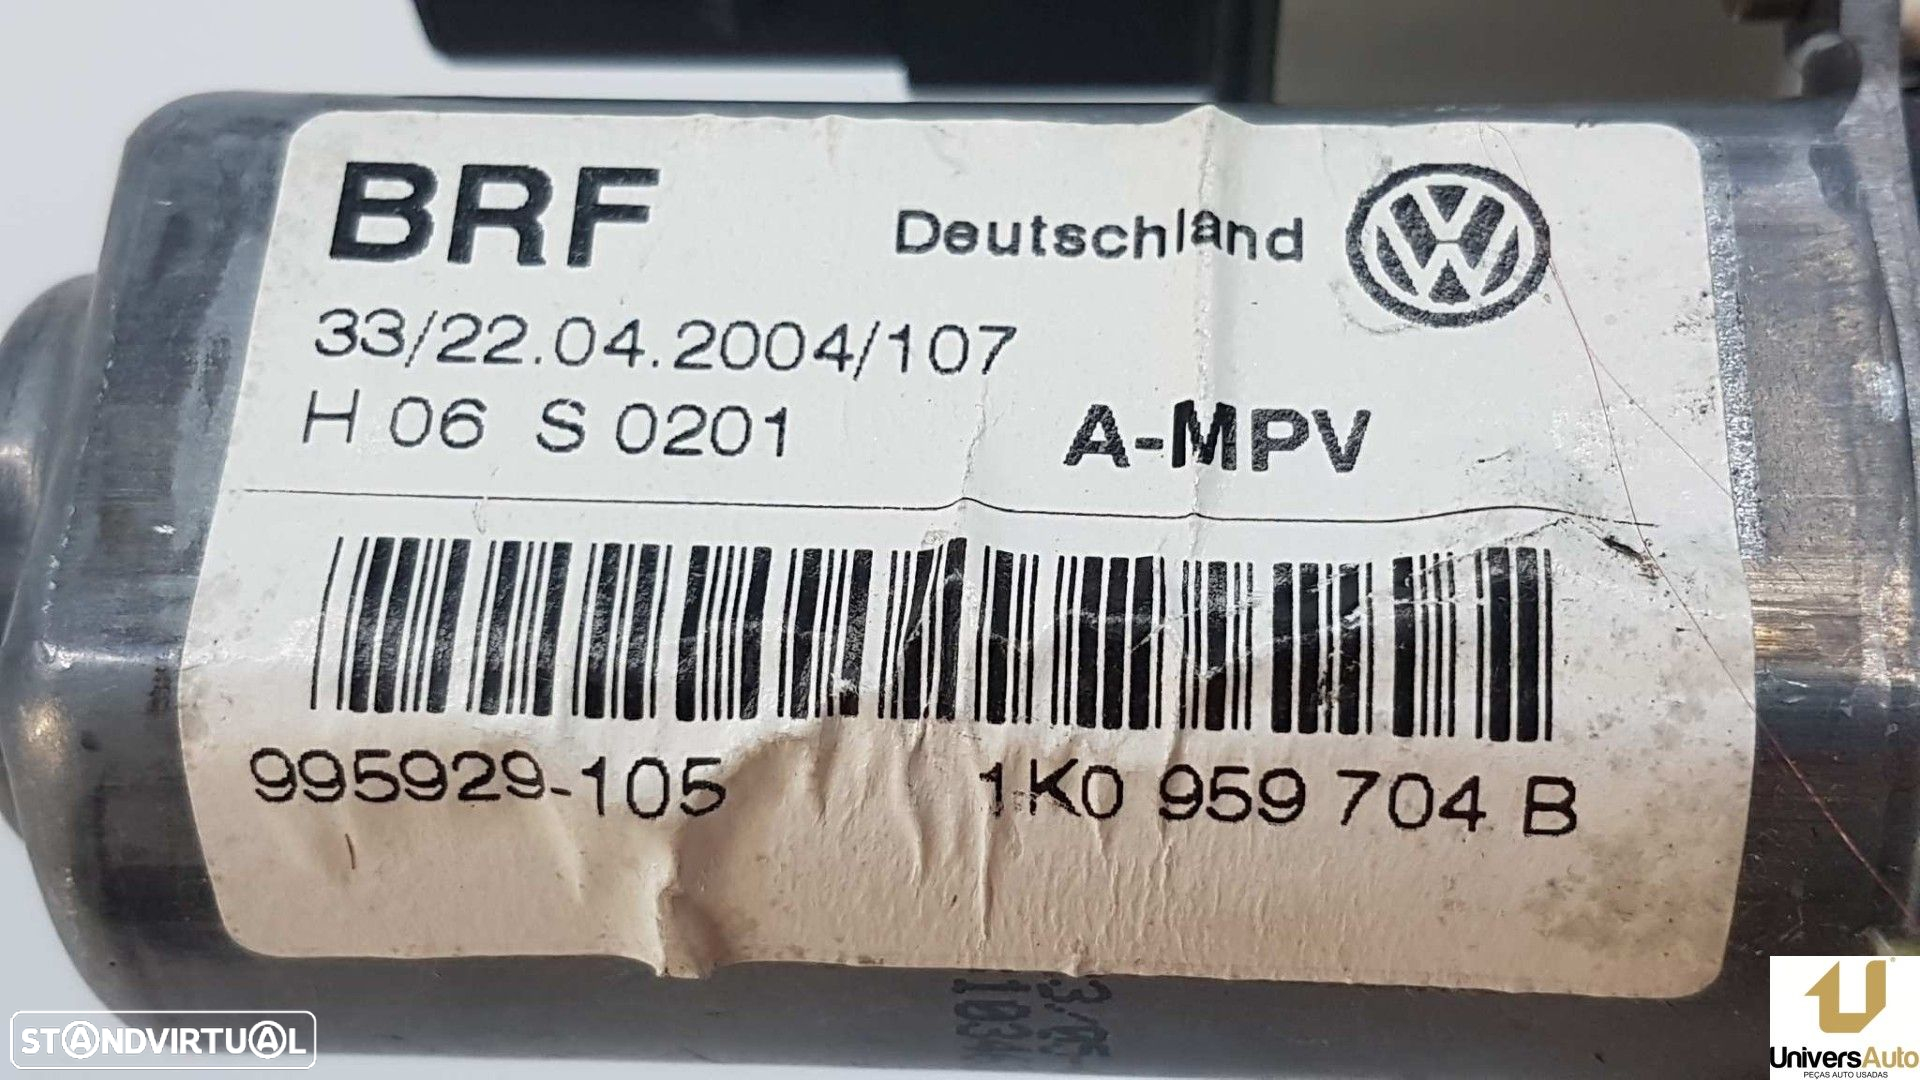 BRF
Deutschland
33/22.04.2004/107
H 06 S 0201
A-MPV
995929-105
1K0 959 704 B
STANDVIRTUAL
UniversAuto
PEÇAS AUTO USADAS